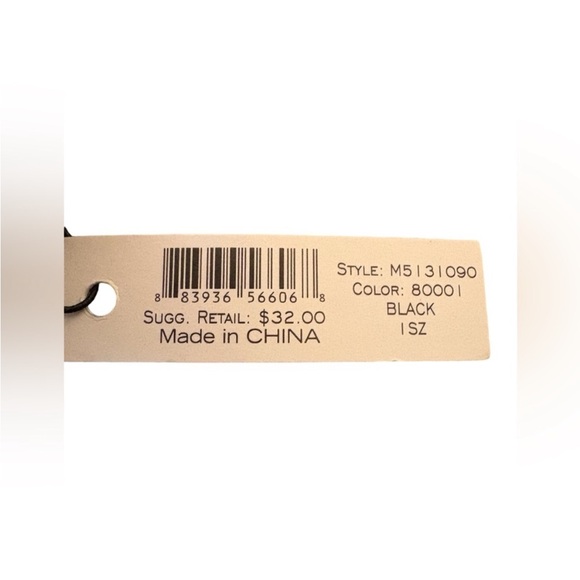 8 83936 56606 8
SUGG. RETAIL: $32.00
Made in CHINA
STYLE: M5131090
COLOR: 80001
BLACK
1SZ